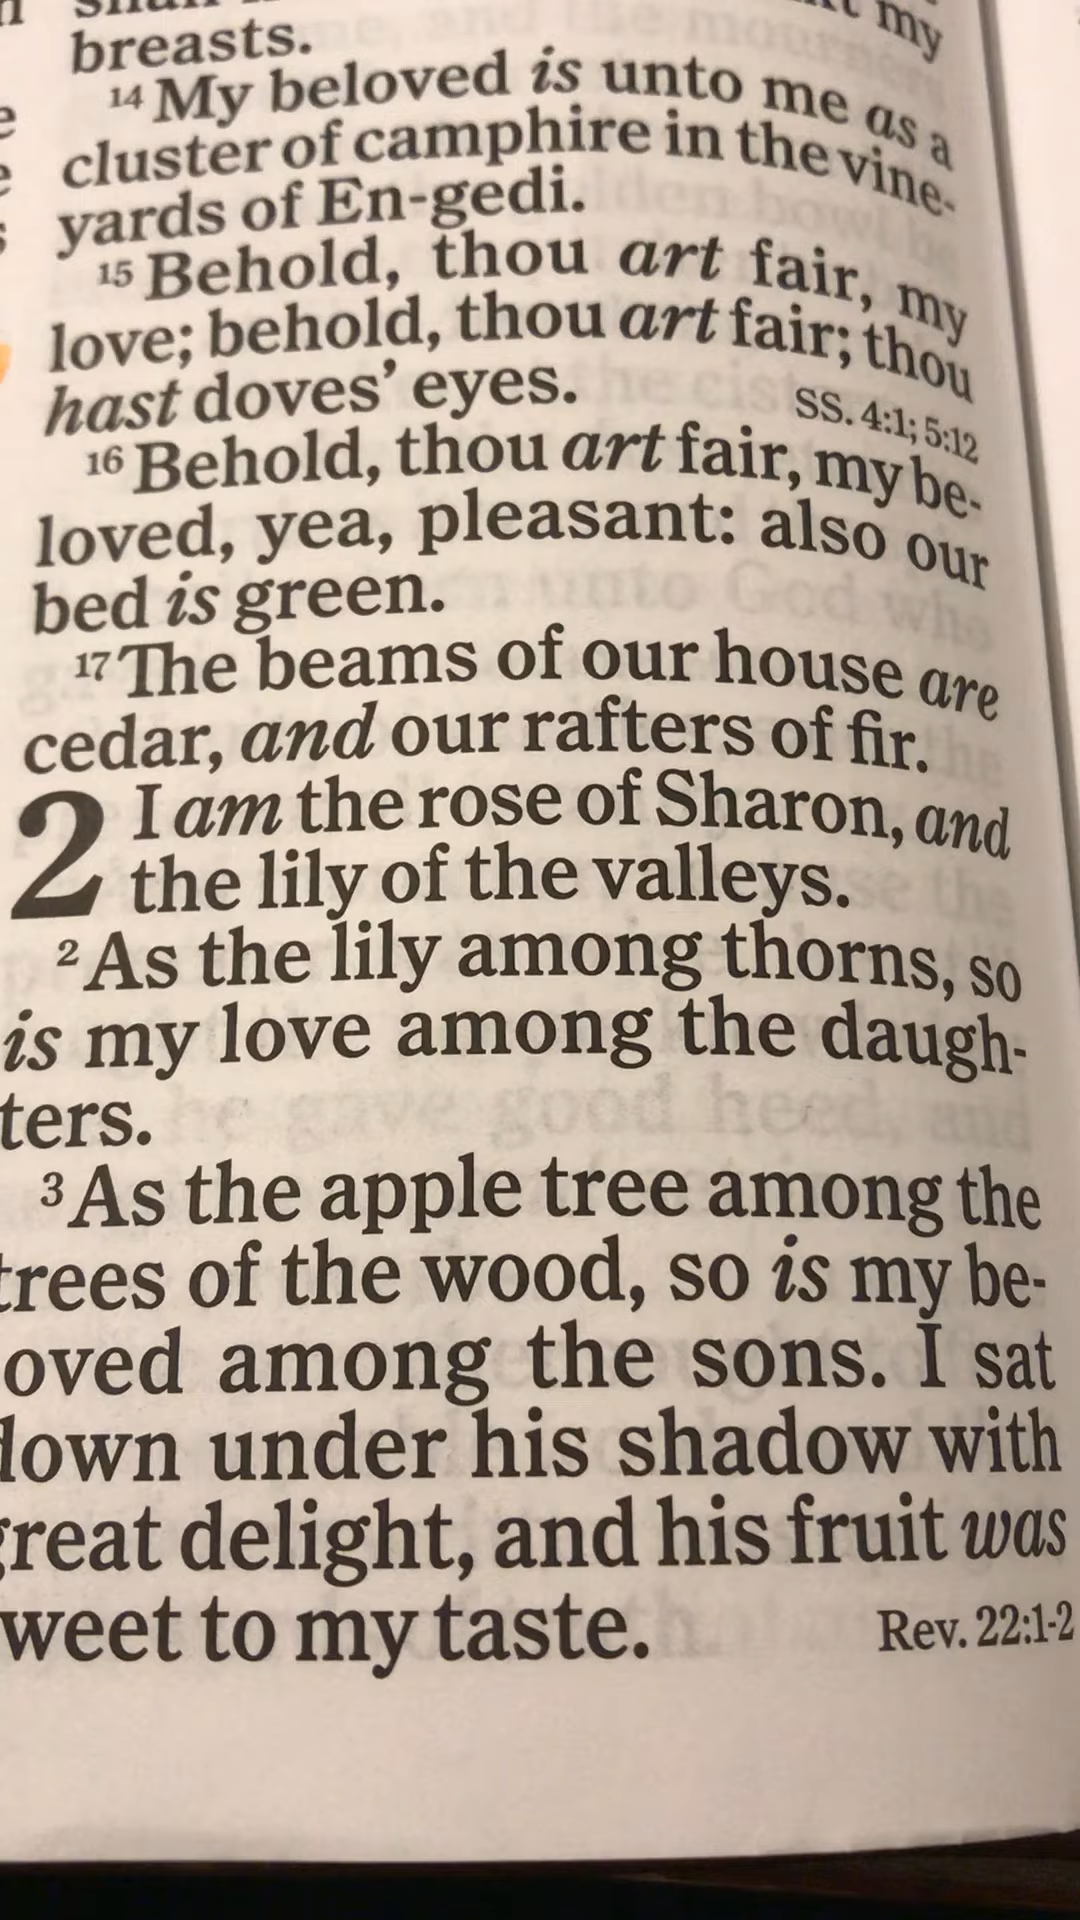 my
breasts.
14 My beloved is unto me as a
cluster of camphire in the vine-
yards of En-gedi.
15 Behold, thou art fair, my
love; behold, thou art fair; thou
hast doves’ eyes. SS. 4:1; 5:12
16 Behold, thou art fair, my be-
loved, yea, pleasant: also our
bed is green.
17 The beams of our house are
cedar, and our rafters of fir.
2 I am the rose of Sharon, and
the lily of the valleys.
2 As the lily among thorns, so
is my love among the daugh-
ters.
3 As the apple tree among the
trees of the wood, so is my be-
oved among the sons. I sat
down under his shadow with
great delight, and his fruit was
weet to my taste. Rev. 22:1-2